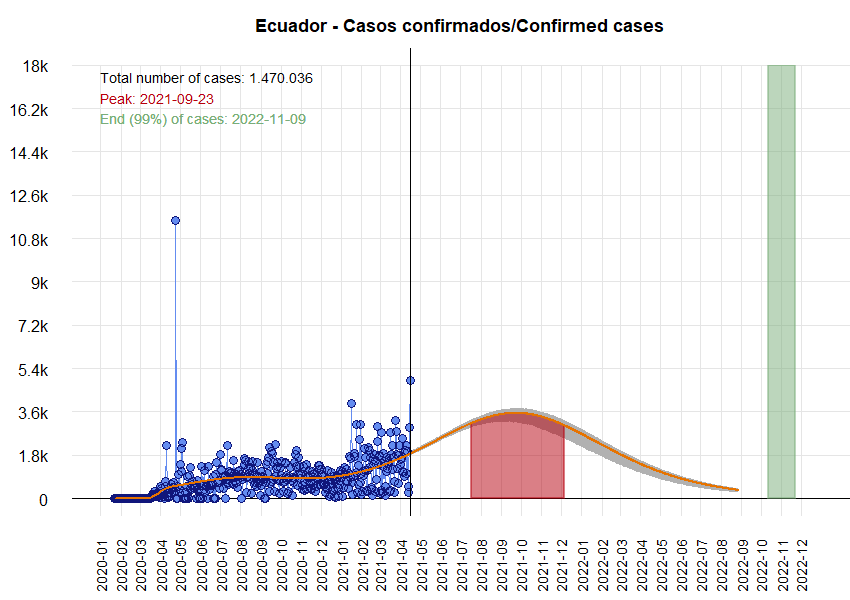 Ecuador - Casos confirmados/Confirmed cases
18k
Total number of cases: 1.470.036
Peak: 2021-09-23
End (99%) of cases: 2022-11-09
16.2k
14.4k
12.6k
10.8k
9k
7.2k
5.4k
3.6k
1.8k
0
2020-01
2020-02
2020-03
2020-04
2020-05
2020-06
2020-07
2020-08
2020-09
2020-10
2020-11
2020-12
2021-01
2021-02
2021-03
2021-04
2021-05
2021-06
2021-07
2021-08
2021-09
2021-10
2021-11
2021-12
2022-01
2022-02
2022-03
2022-04
2022-05
2022-06
2022-07
2022-08
2022-09
2022-10
2022-11
2022-12